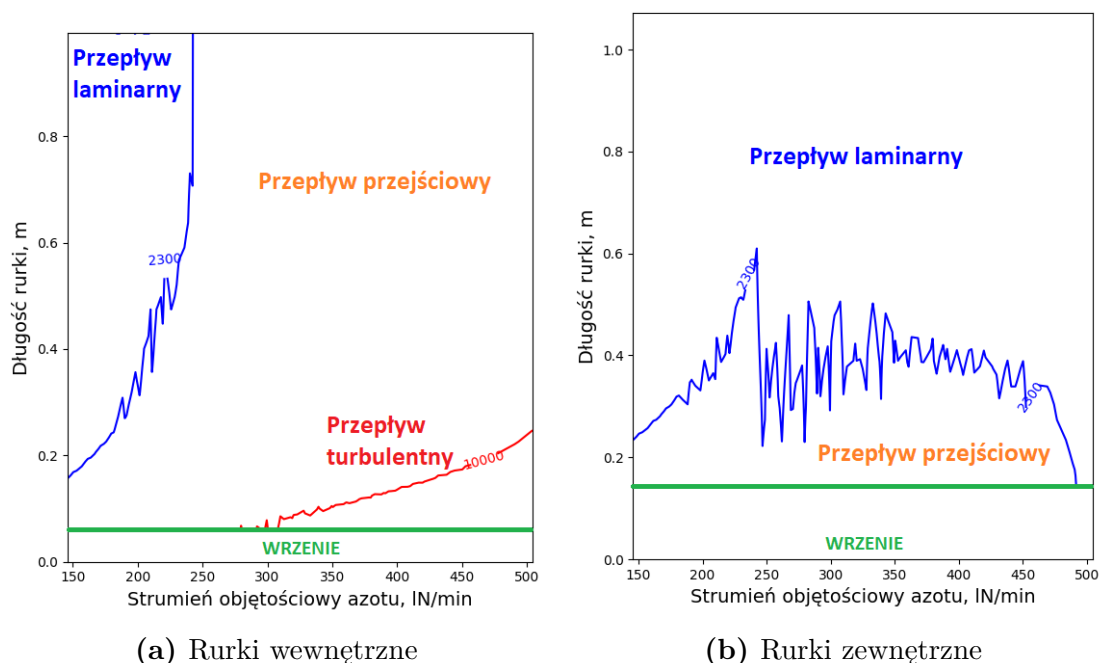 Przepływ
laminarny
0.8
Przepływ przejściowy
0.6
2300
0.4
Przepływ
turbulentny
10000
0.2
WRZENIE
0.0
150 200 250 300 350 400 450 500
Długość rurki, m
Strumień objętościowy azotu, lN/min
(a) Rurki wewnętrzne
1.0
0.8
Przepływ laminarny
0.6
2300
0.4
2300
Przepływ przejściowy
0.2
WRZENIE
0.0
150 200 250 300 350 400 450 500
Długość rurki, m
Strumień objętościowy azotu, lN/min
(b) Rurki zewnętrzne